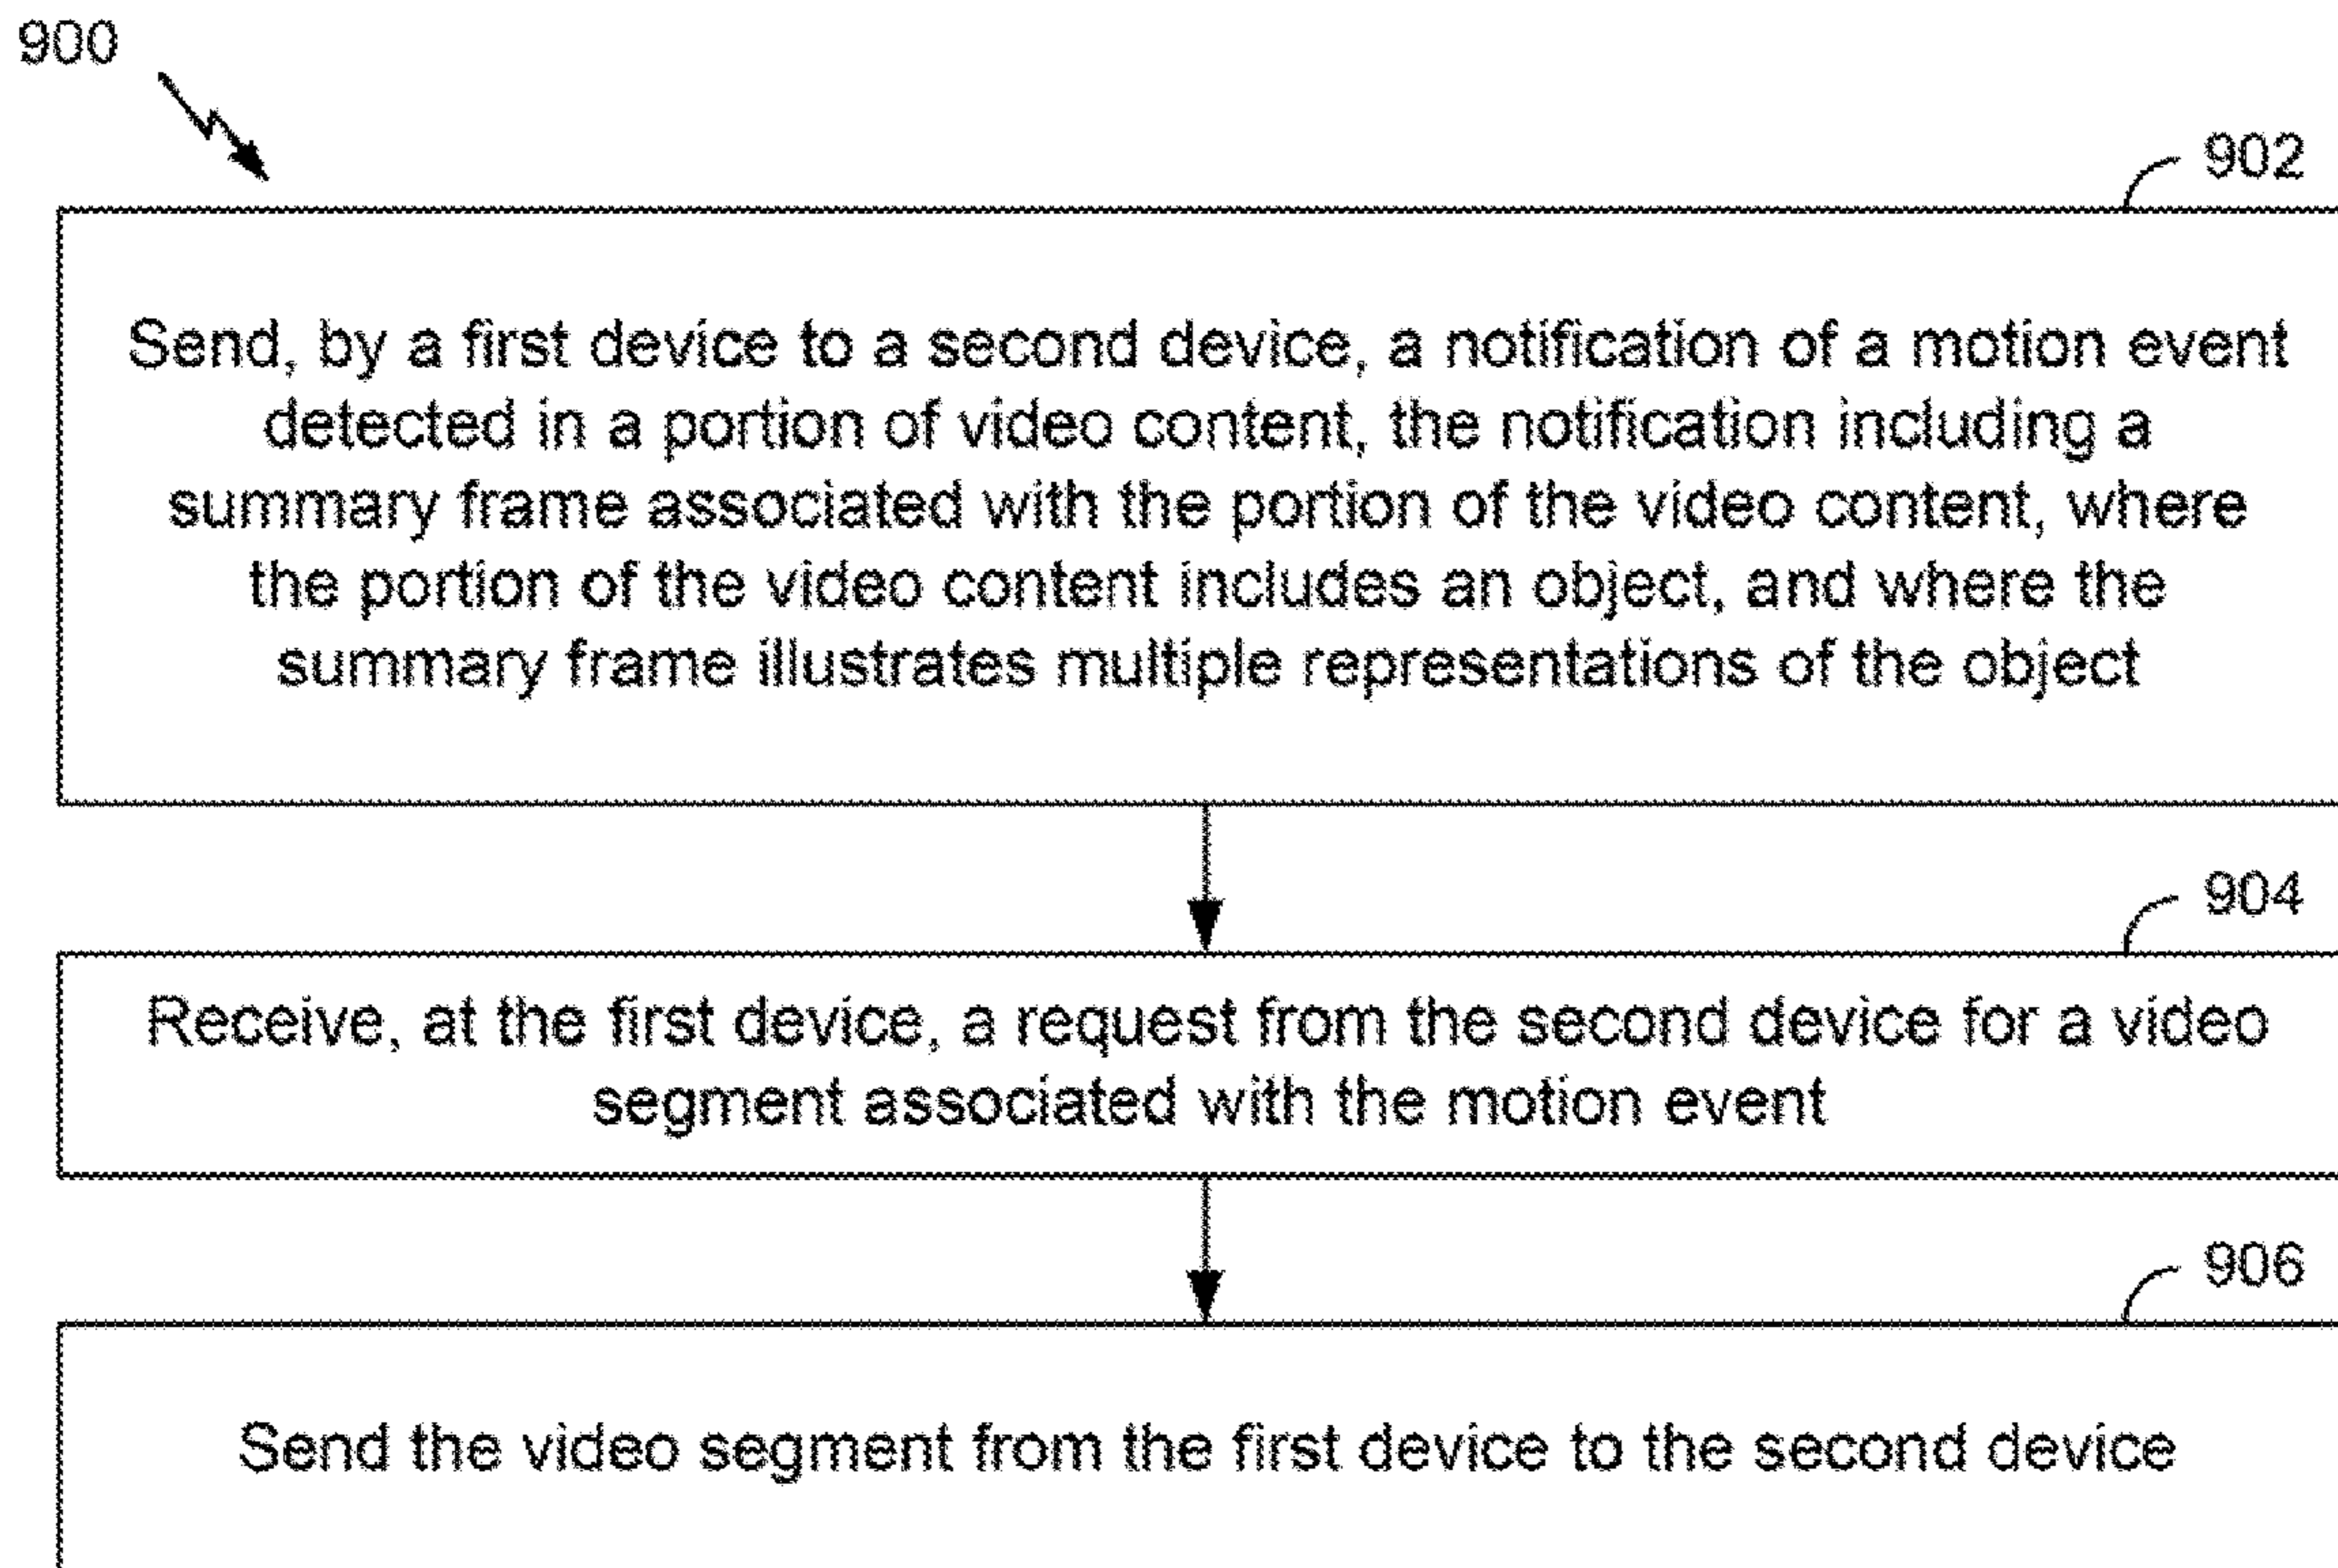 900
902
Send, by a first device to a second device, a notification of a motion event
detected in a portion of video content, the notification including a
summary frame associated with the portion of the video content, where
the portion of the video content includes an object, and where the
summary frame illustrates multiple representations of the object
904
Receive, at the first device, a request from the second device for a video
segment associated with the motion event
906
Send the video segment from the first device to the second device